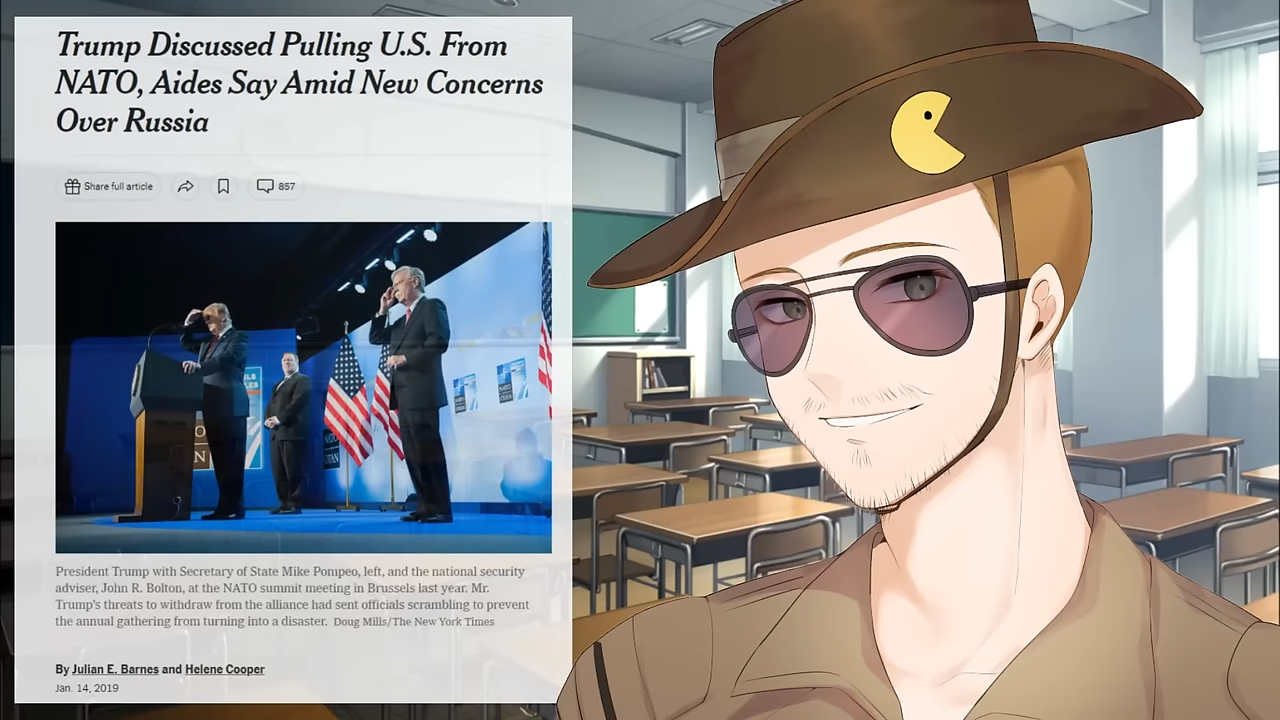 Trump Discussed Pulling U.S. From
NATO, Aides Say Amid New Concerns
Over Russia
Share full article
857
President Trump with Secretary of State Mike Pompeo, left, and the national security
adviser, John R. Bolton, at the NATO summit meeting in Brussels last year. Mr.
Trump's threats to withdraw from the alliance had sent officials scrambling to prevent
the annual gathering from turning into a disaster. Doug Mills/The New York Times
By Julian E. Barnes and Helene Cooper
Jan. 14, 2019